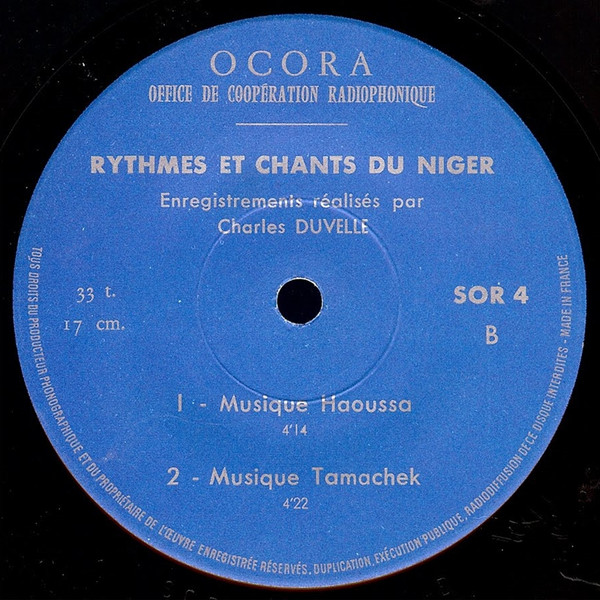 OCORA
OFFICE DE COOPÉRATION RADIOPHONIQUE
RYTHMES ET CHANTS DU NIGER
Enregistrements réalisés par
Charles DUVELLE
33 t.
17 cm.
SOR 4
B
1 - Musique Haoussa
4'14
2 - Musique Tamachek
4'22
TOUS DROITS DU PRODUCTEUR PHONOGRAPHIQUE ET DU PROPRIÉTAIRE DE L'ŒUVRE ENREGISTRÉE RÉSERVÉS. DUPLICATION, EXÉCUTION PUBLIQUE, RADIODIFFUSION DE CE DISQUE INTERDITES - MADE IN FRANCE